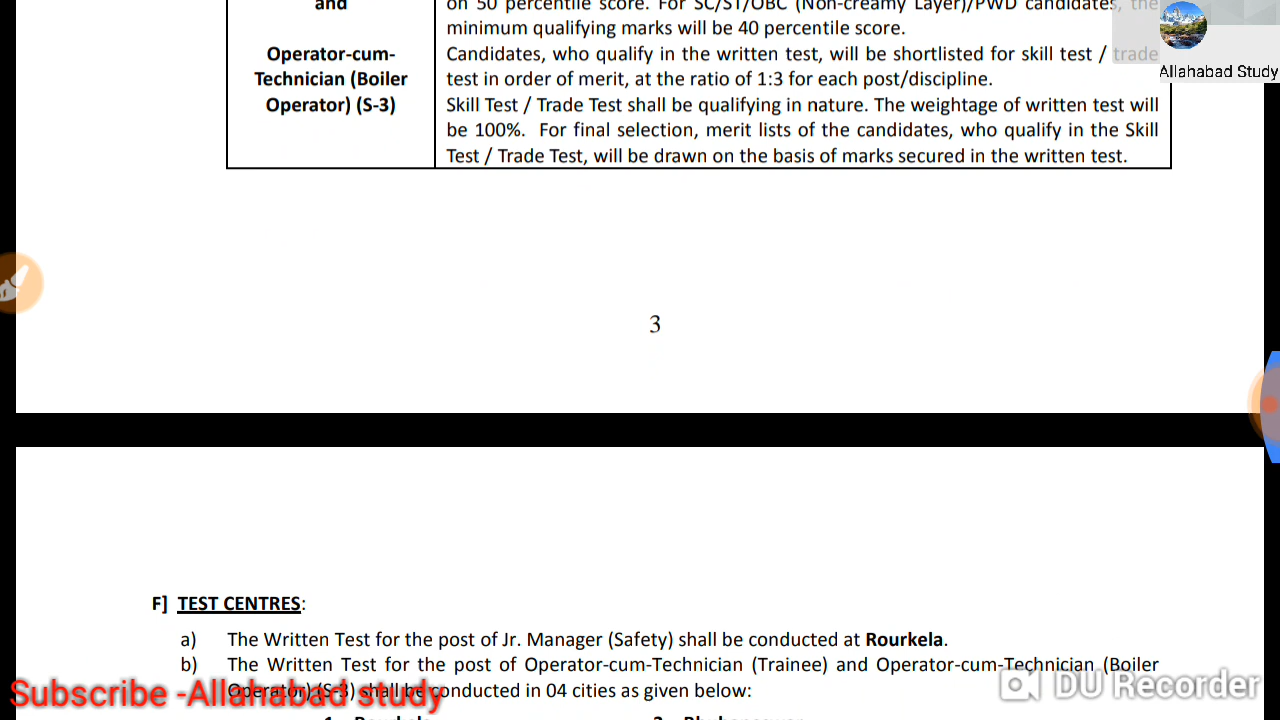 and
on 50 percentile score. For SC/ST/OBC (Non-creamy Layer)/PWD candidates, the
minimum qualifying marks will be 40 percentile score.
Operator-cum-
Technician (Boiler
Operator) (S-3)
Candidates, who qualify in the written test, will be shortlisted for skill test / trade
test in order of merit, at the ratio of 1:3 for each post/discipline.
Skill Test / Trade Test shall be qualifying in nature. The weightage of written test will
be 100%. For final selection, merit lists of the candidates, who qualify in the Skill
Test / Trade Test, will be drawn on the basis of marks secured in the written test.
Allahabad Study
3
F] TEST CENTRES:
a) The Written Test for the post of Jr. Manager (Safety) shall be conducted at Rourkela.
b) The Written Test for the post of Operator-cum-Technician (Trainee) and Operator-cum-Technician (Boiler
Operator) (S-3) shall be conducted in 04 cities as given below:
Subscribe -Allahabad study
DU Recorder
1. Rourkela 2. Bhubaneswar